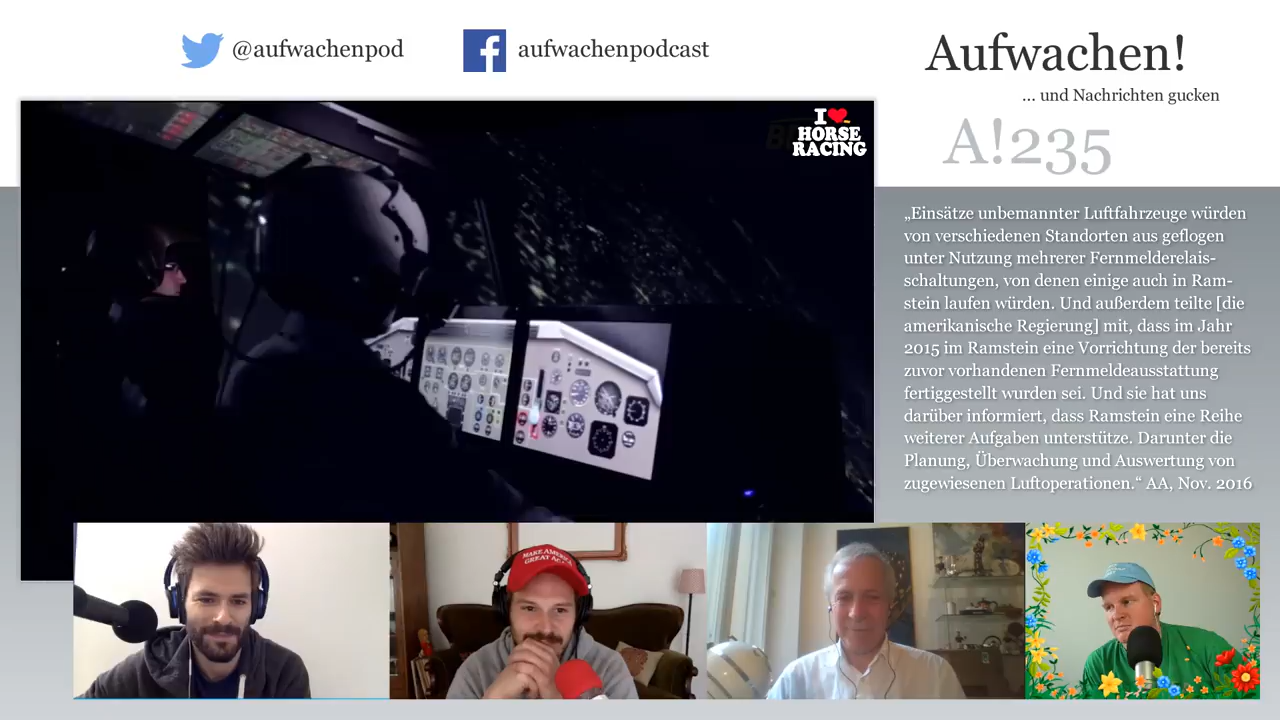 @aufwachenpod
aufwachenpodcast
Aufwachen!
... und Nachrichten gucken
A!235
I
HORSE
RACING
„Einsätze unbemannter Luftfahrzeuge würden
von verschiedenen Standorten aus geflogen
unter Nutzung mehrerer Fernmelderelais-
schaltungen, von denen einige auch in Ram-
stein laufen würden. Und außerdem teilte [die
amerikanische Regierung] mit, dass im Jahr
2015 im Ramstein eine Vorrichtung der bereits
zuvor vorhandenen Fernmeldeausstattung
fertiggestellt wurden sei. Und sie hat uns
darüber informiert, dass Ramstein eine Reihe
weiterer Aufgaben unterstütze. Darunter die
Planung, Überwachung und Auswertung von
zugewiesenen Luftoperationen.“ AA, Nov. 2016
MAKE AMERICA
GREAT